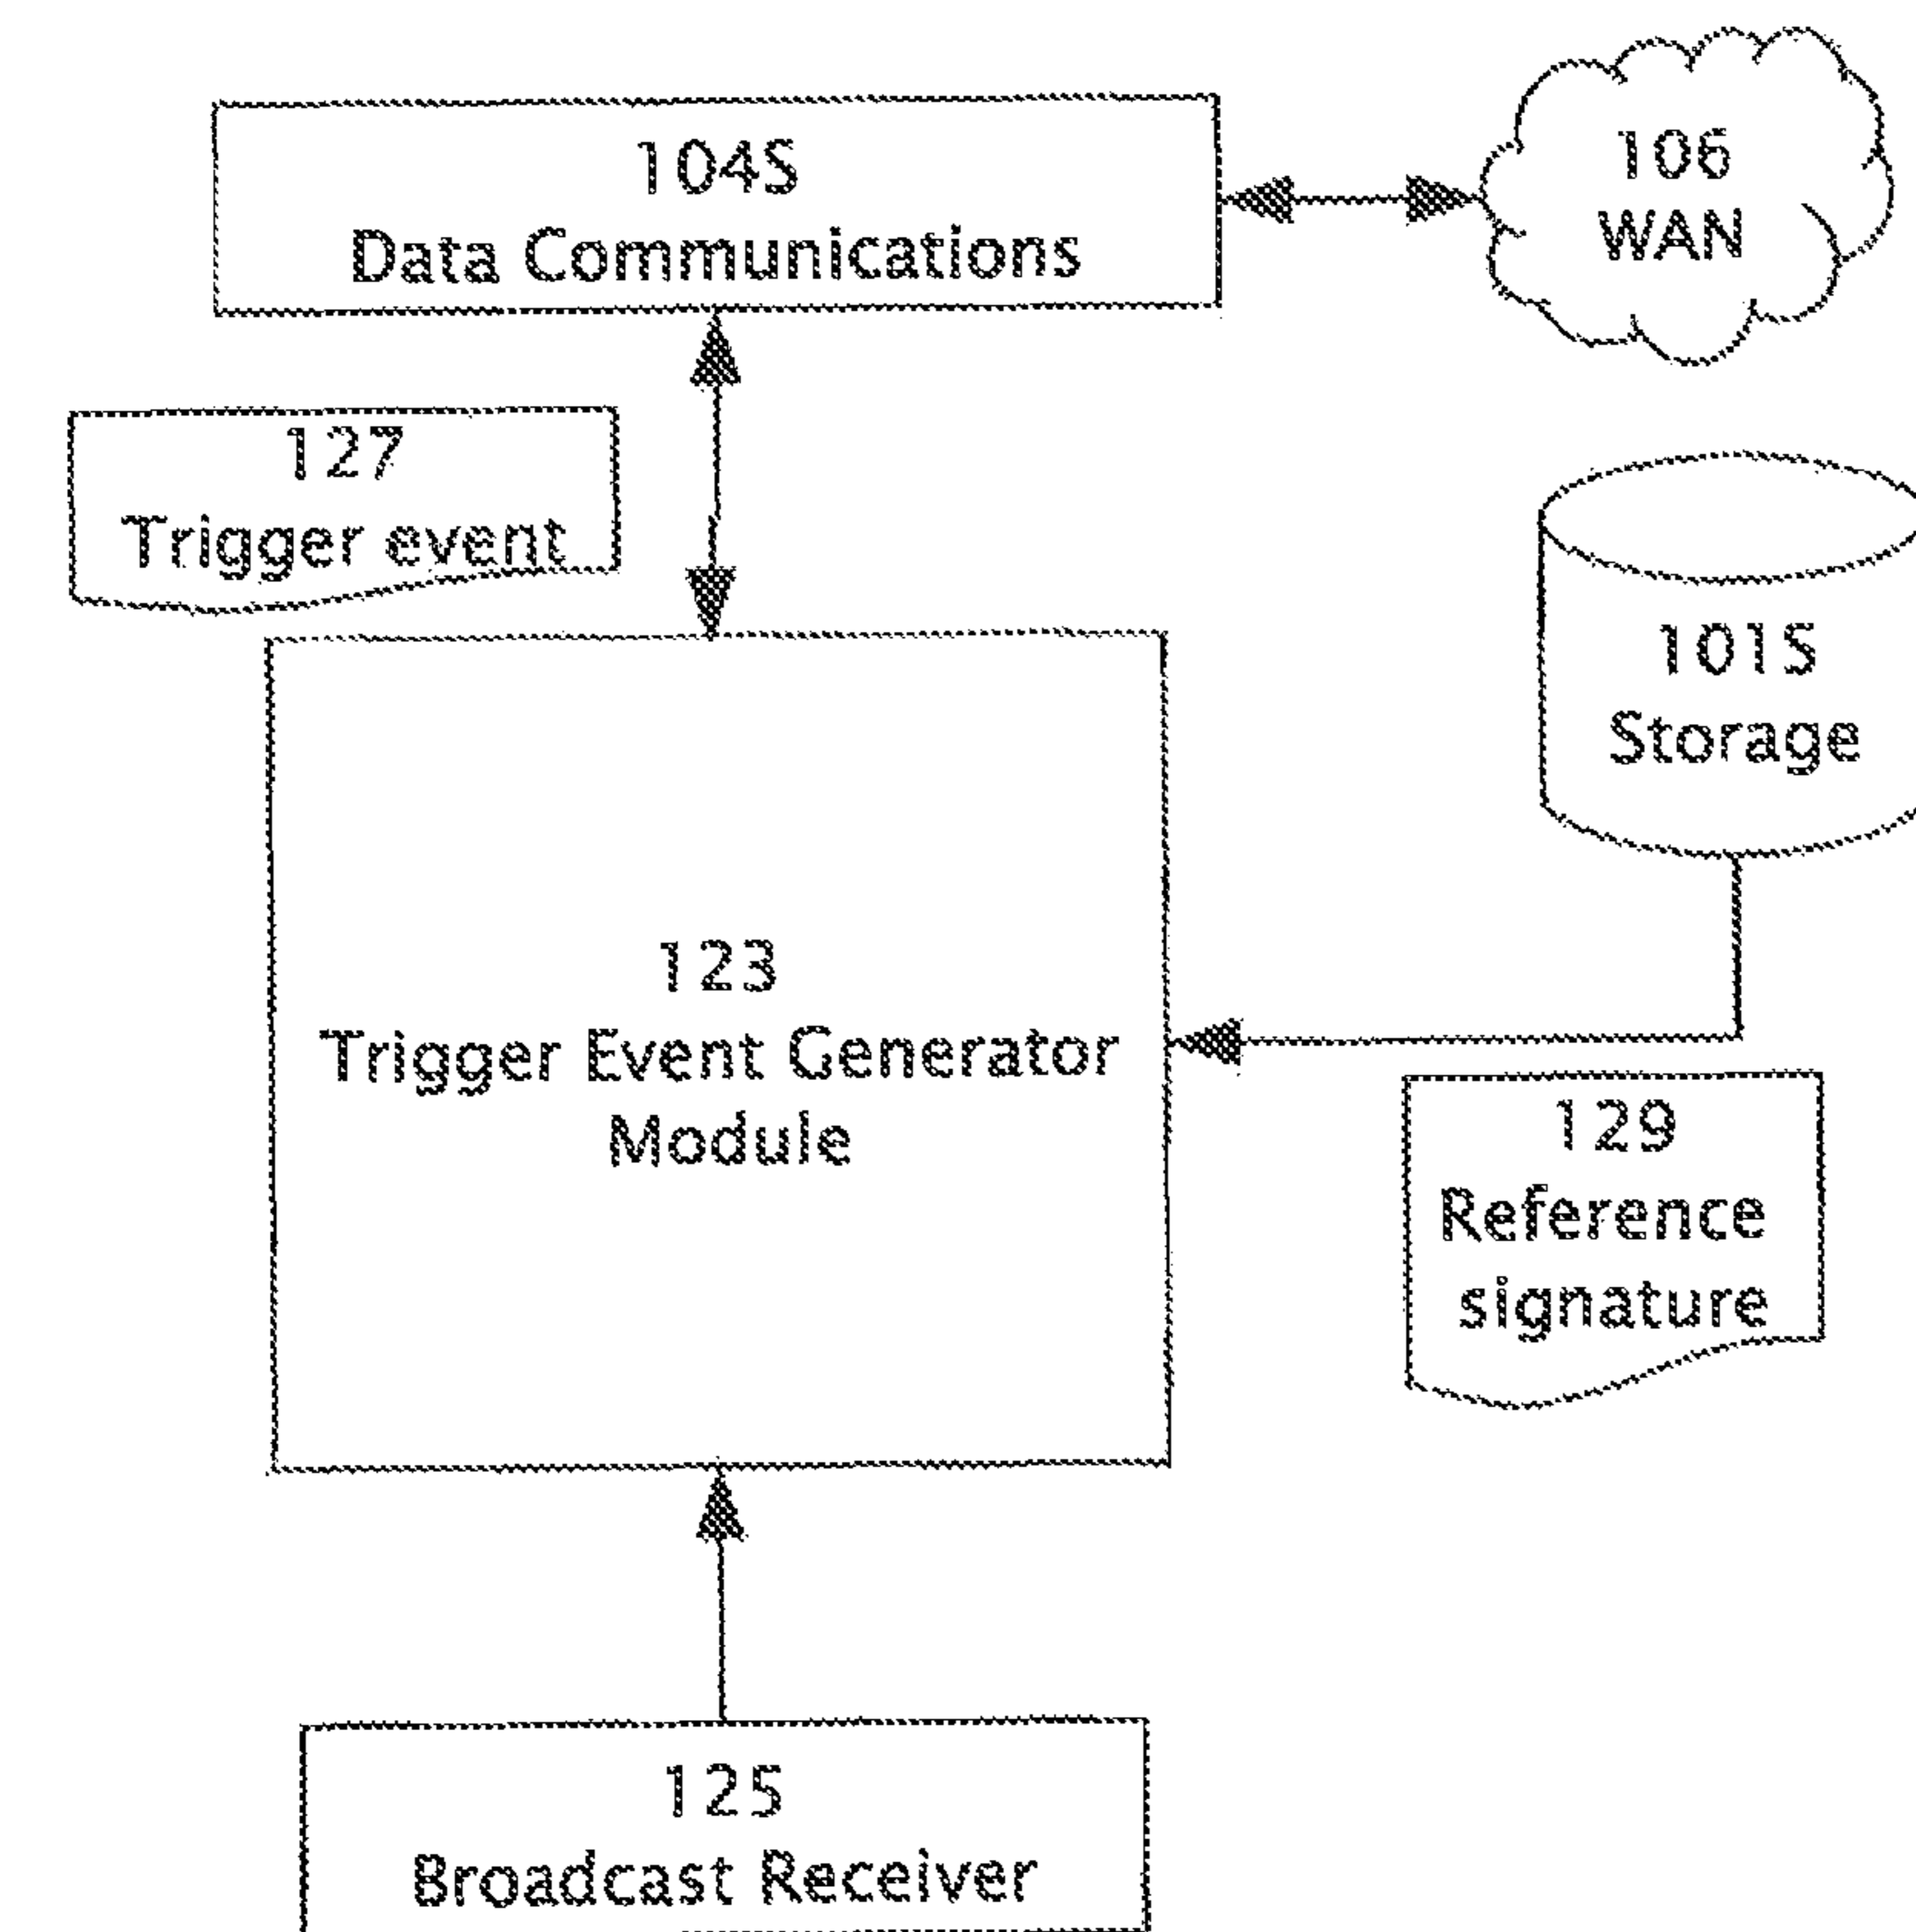 104S
Data Communications
106
WAN
127
Trigger event
101S
Storage
123
Trigger Event Generator
Module
129
Reference
signature
125
Broadcast Receiver